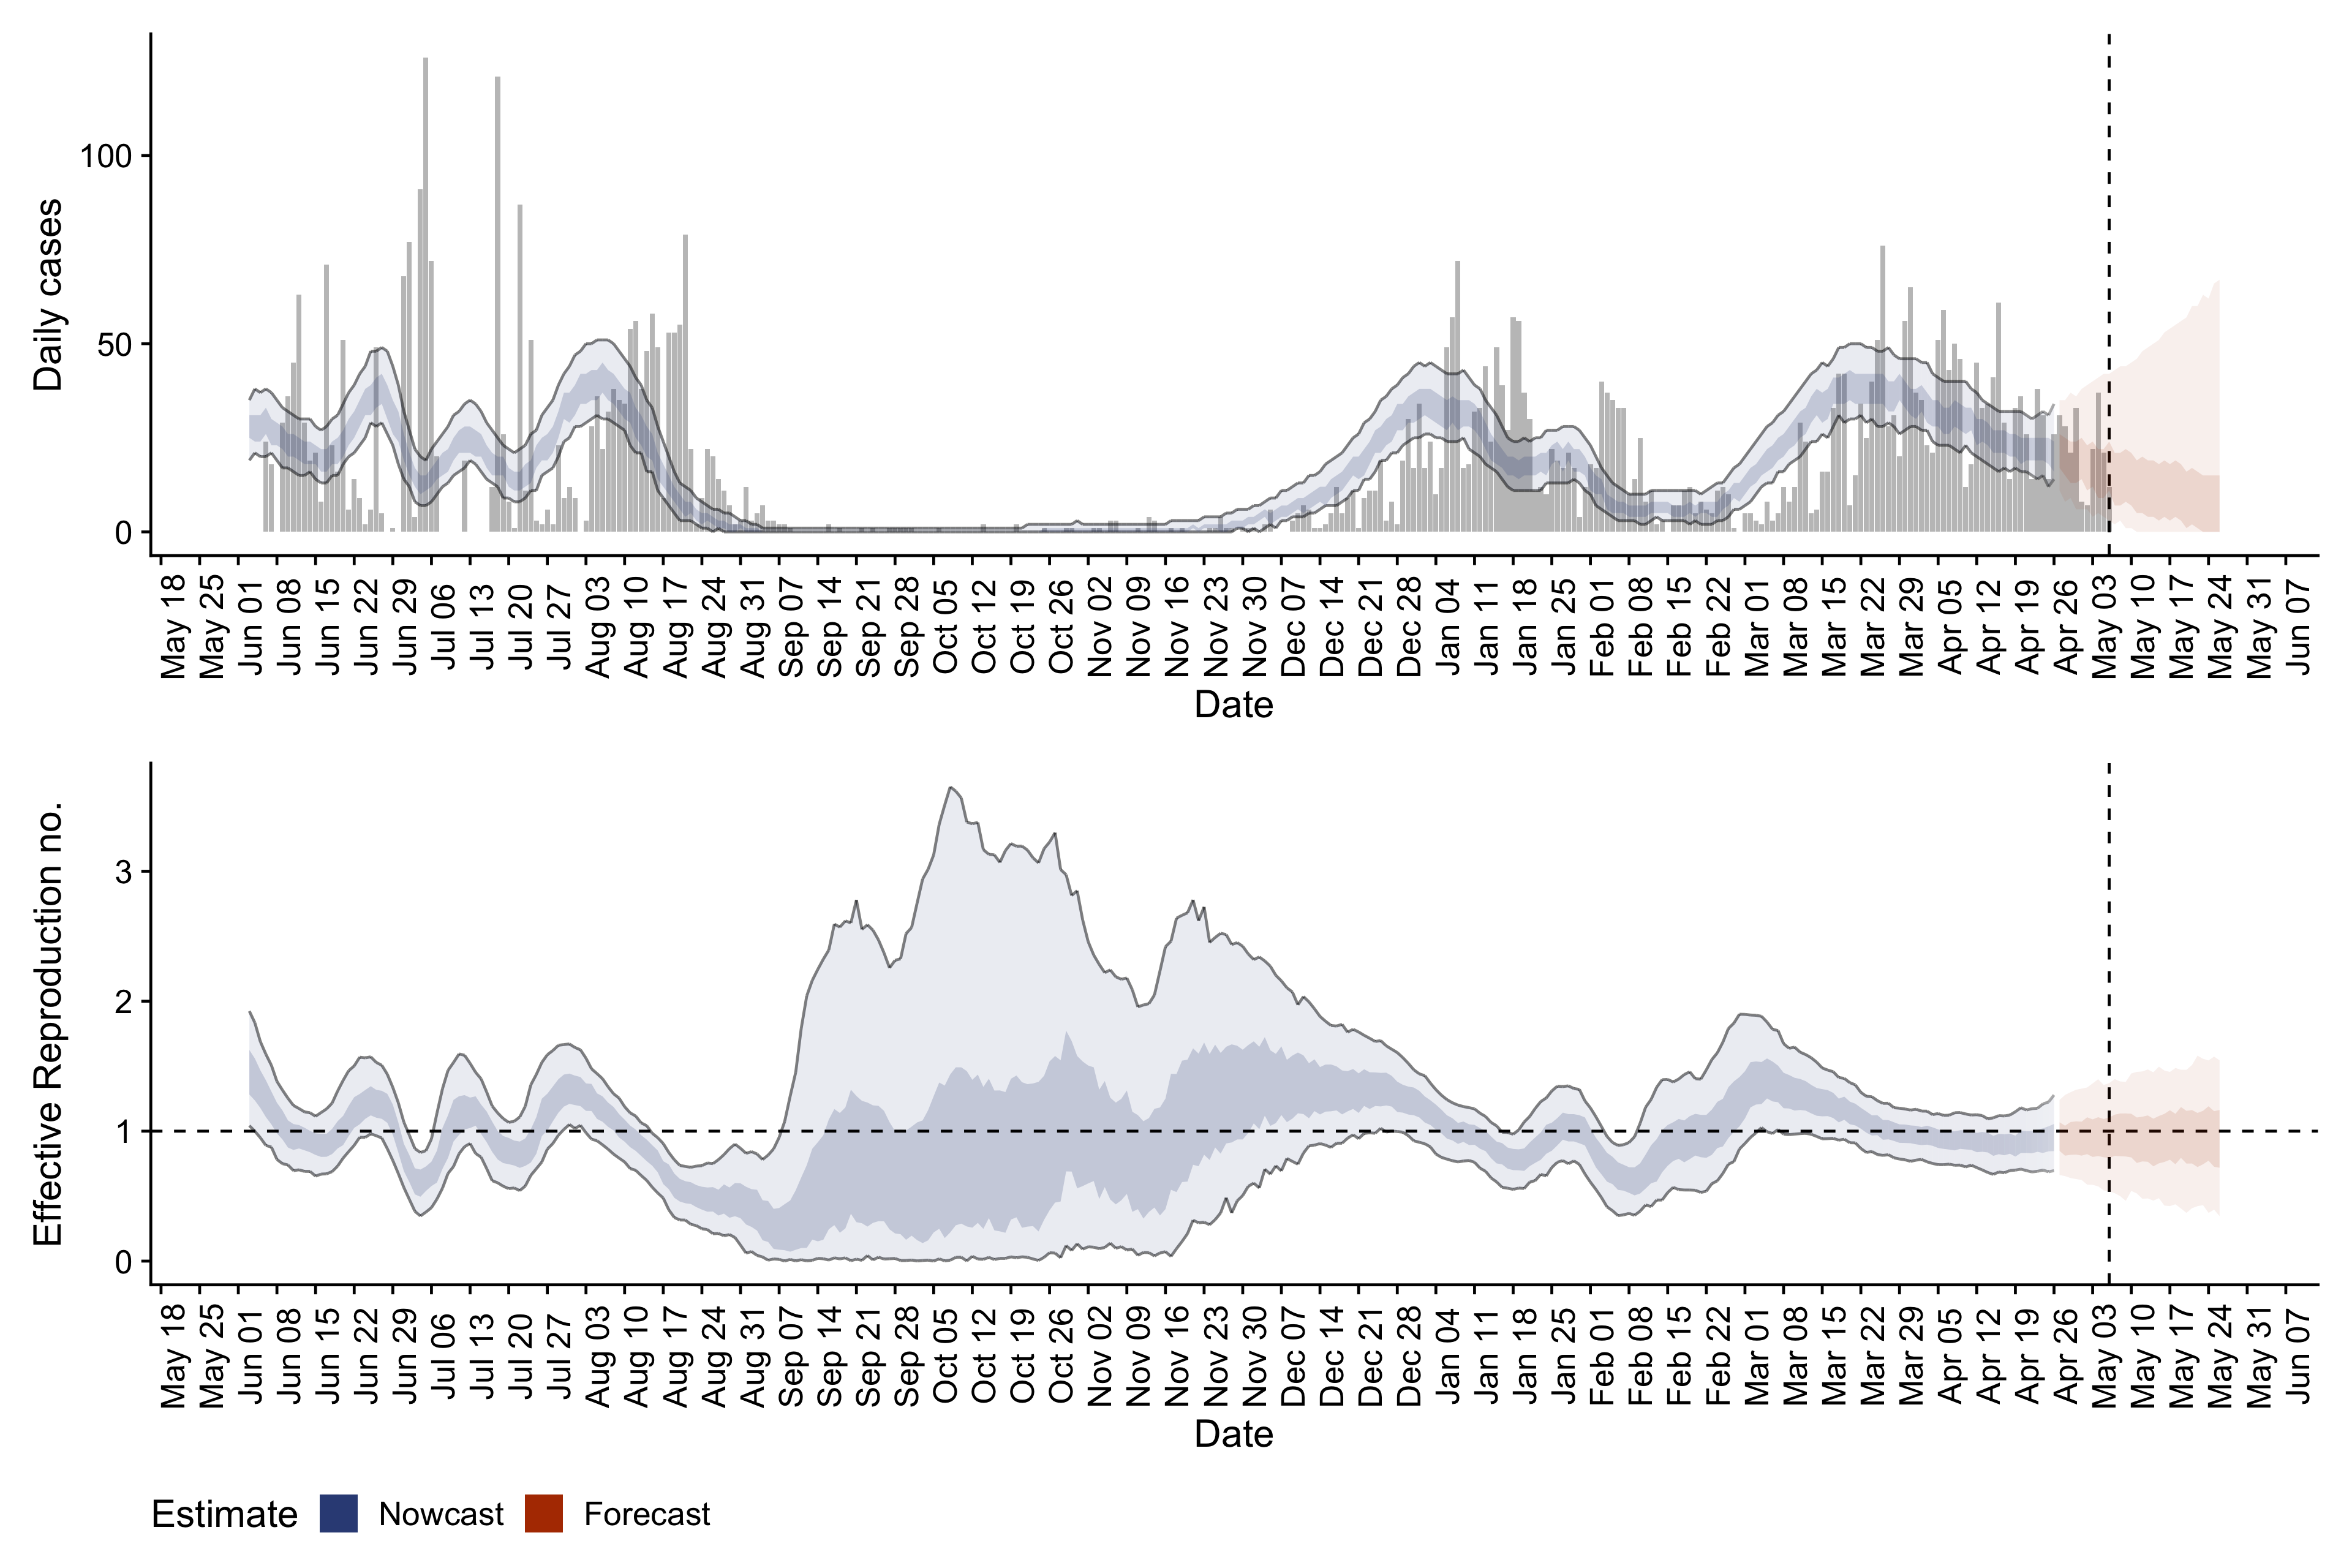 Daily cases
100
50
0
May 18 May 25 Jun 01 Jun 08 Jun 15 Jun 22 Jun 29 Jul 06 Jul 13 Jul 20 Jul 27 Aug 03 Aug 10 Aug 17 Aug 24 Aug 31 Sep 07 Sep 14 Sep 21 Sep 28 Oct 05 Oct 12 Oct 19 Oct 26 Nov 02 Nov 09 Nov 16 Nov 23 Nov 30 Dec 07 Dec 14 Dec 21 Dec 28 Jan 04 Jan 11 Jan 18 Jan 25 Feb 01 Feb 08 Feb 15 Feb 22 Mar 01 Mar 08 Mar 15 Mar 22 Mar 29 Apr 05 Apr 12 Apr 19 Apr 26 May 03 May 10 May 17 May 24 May 31 Jun 07
Date
Effective Reproduction no.
3
2
1
0
May 18 May 25 Jun 01 Jun 08 Jun 15 Jun 22 Jun 29 Jul 06 Jul 13 Jul 20 Jul 27 Aug 03 Aug 10 Aug 17 Aug 24 Aug 31 Sep 07 Sep 14 Sep 21 Sep 28 Oct 05 Oct 12 Oct 19 Oct 26 Nov 02 Nov 09 Nov 16 Nov 23 Nov 30 Dec 07 Dec 14 Dec 21 Dec 28 Jan 04 Jan 11 Jan 18 Jan 25 Feb 01 Feb 08 Feb 15 Feb 22 Mar 01 Mar 08 Mar 15 Mar 22 Mar 29 Apr 05 Apr 12 Apr 19 Apr 26 May 03 May 10 May 17 May 24 May 31 Jun 07
Date
Estimate Nowcast Forecast